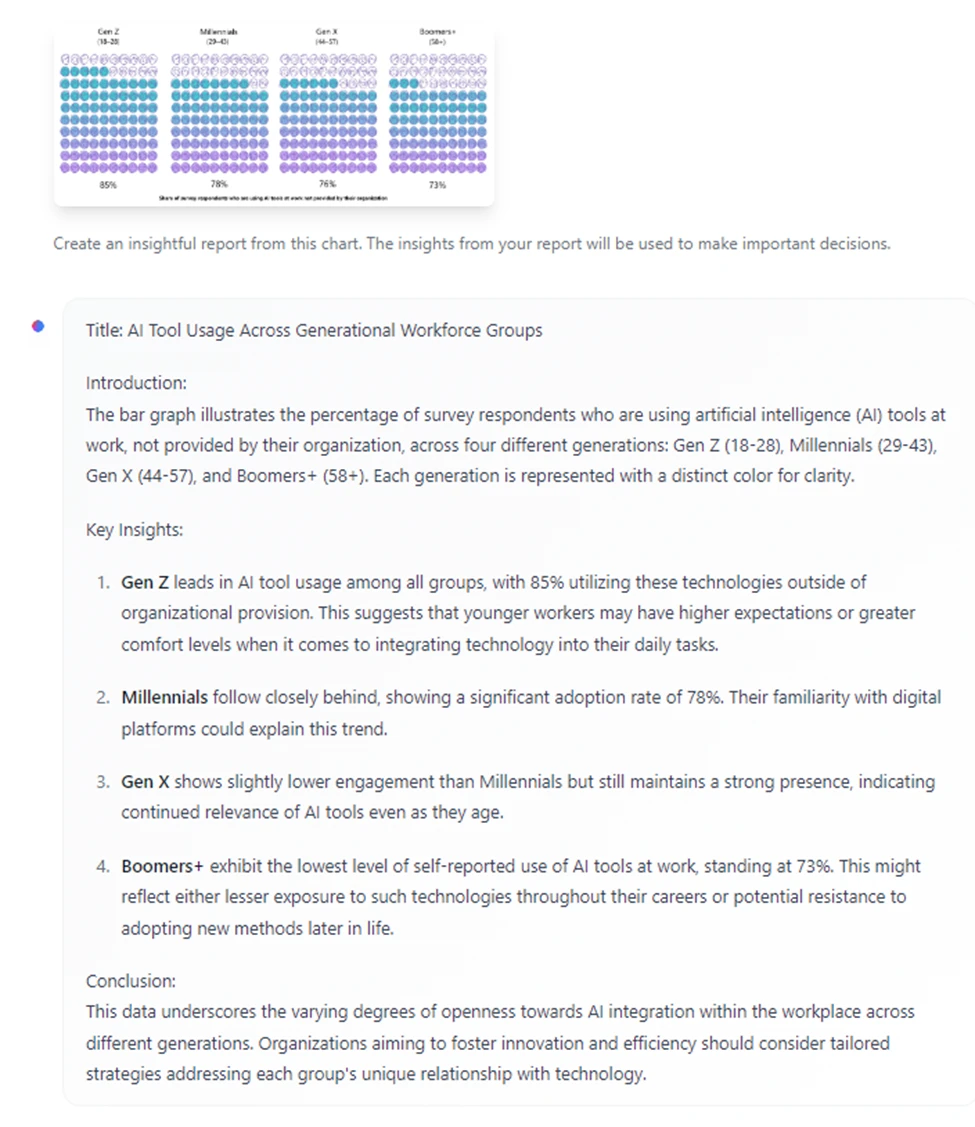 Gen Z Millennials Gen X Boomers+
(18–28) (29–43) (44–57) (58+)
85% 78% 76% 73%
Share of survey respondents who are using AI tools at work not provided by their organization
Create an insightful report from this chart. The insights from your report will be used to make important decisions.
Title: AI Tool Usage Across Generational Workforce Groups
Introduction:
The bar graph illustrates the percentage of survey respondents who are using artificial intelligence (AI) tools at
work, not provided by their organization, across four different generations: Gen Z (18-28), Millennials (29-43),
Gen X (44-57), and Boomers+ (58+). Each generation is represented with a distinct color for clarity.
Key Insights:
1. Gen Z leads in AI tool usage among all groups, with 85% utilizing these technologies outside of
organizational provision. This suggests that younger workers may have higher expectations or greater
comfort levels when it comes to integrating technology into their daily tasks.
2. Millennials follow closely behind, showing a significant adoption rate of 78%. Their familiarity with digital
platforms could explain this trend.
3. Gen X shows slightly lower engagement than Millennials but still maintains a strong presence, indicating
continued relevance of AI tools even as they age.
4. Boomers+ exhibit the lowest level of self-reported use of AI tools at work, standing at 73%. This might
reflect either lesser exposure to such technologies throughout their careers or potential resistance to
adopting new methods later in life.
Conclusion:
This data underscores the varying degrees of openness towards AI integration within the workplace across
different generations. Organizations aiming to foster innovation and efficiency should consider tailored
strategies addressing each group's unique relationship with technology.